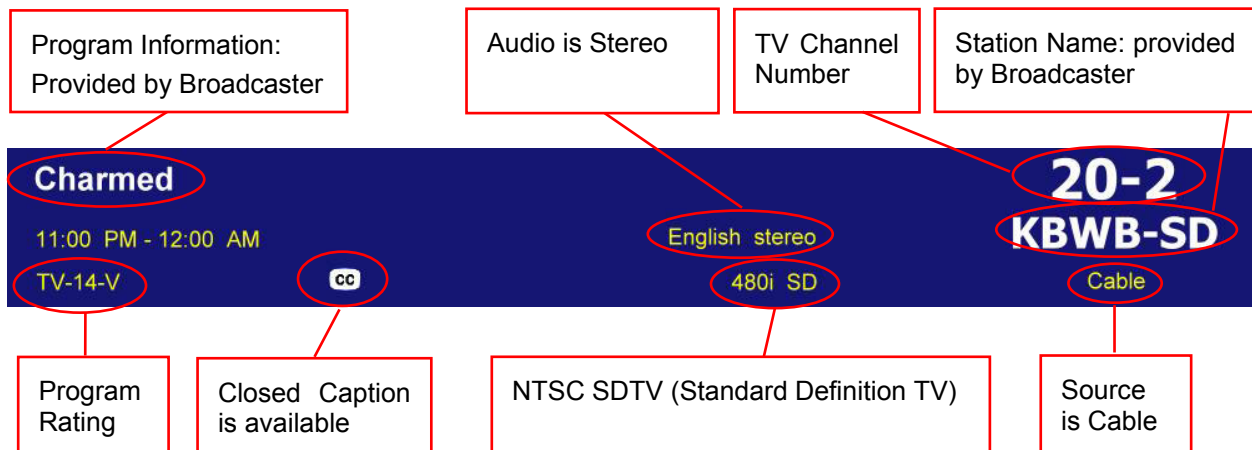 Program Information:
Provided by Broadcaster
Audio is Stereo
TV Channel
Number
Station Name: provided
by Broadcaster
Charmed
20-2
11:00 PM - 12:00 AM
English stereo
KBWB-SD
TV-14-V
cc
480i SD
Cable
Program
Rating
Closed Caption
is available
NTSC SDTV (Standard Definition TV)
Source
is Cable